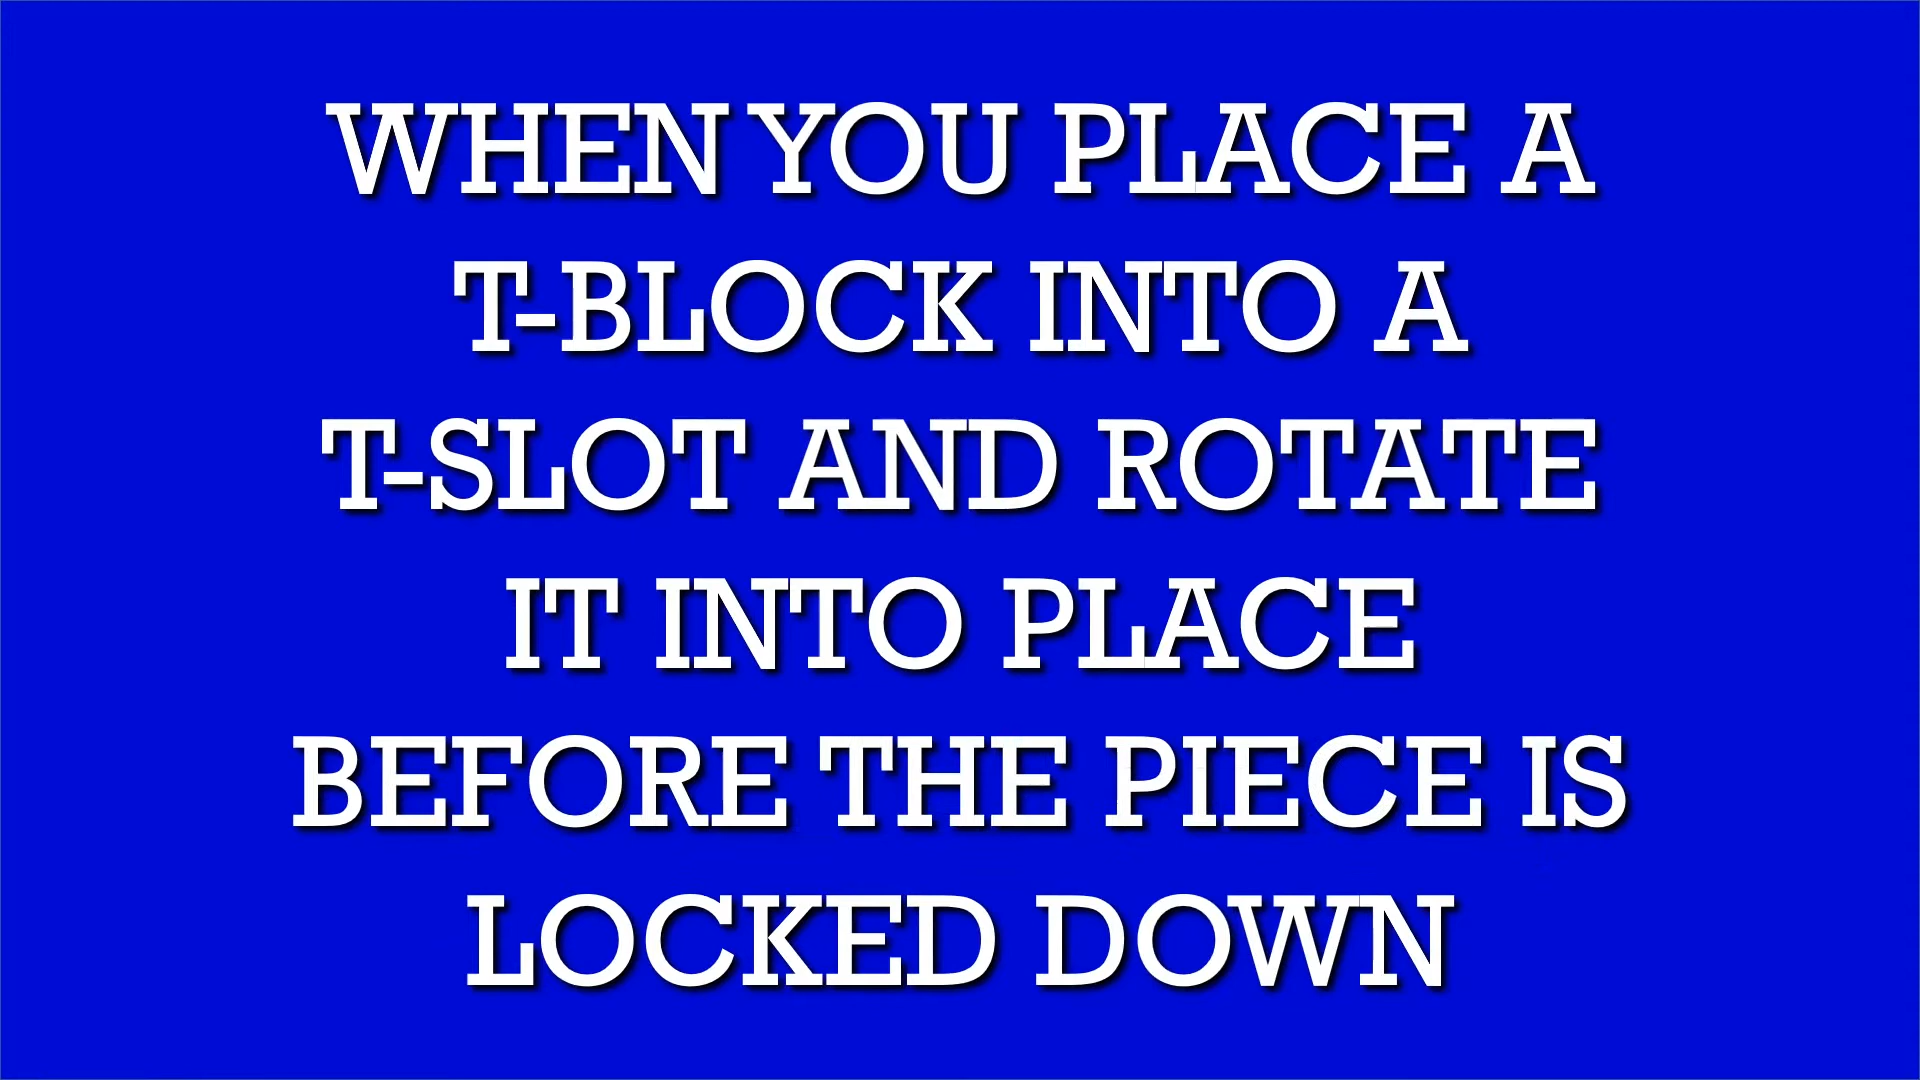 WHEN YOU PLACE A
T-BLOCK INTO A
T-SLOT AND ROTATE
IT INTO PLACE
BEFORE THE PIECE IS
LOCKED DOWN